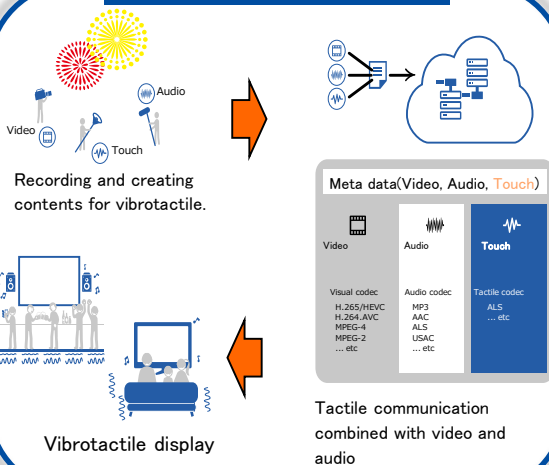 Audio
Video
Touch
Recording and creating
contents for vibrotactile.
Meta data(Video, Audio, Touch)
Video
Audio
Touch
Visual codec
Audio codec
Tactile codec
H.265/HEVC
H.264.AVC
MPEG-4
MPEG-2
... etc
MP3
AAC
ALS
USAC
... etc
ALS
... etc
Vibrotactile display
Tactile communication
combined with video and
audio